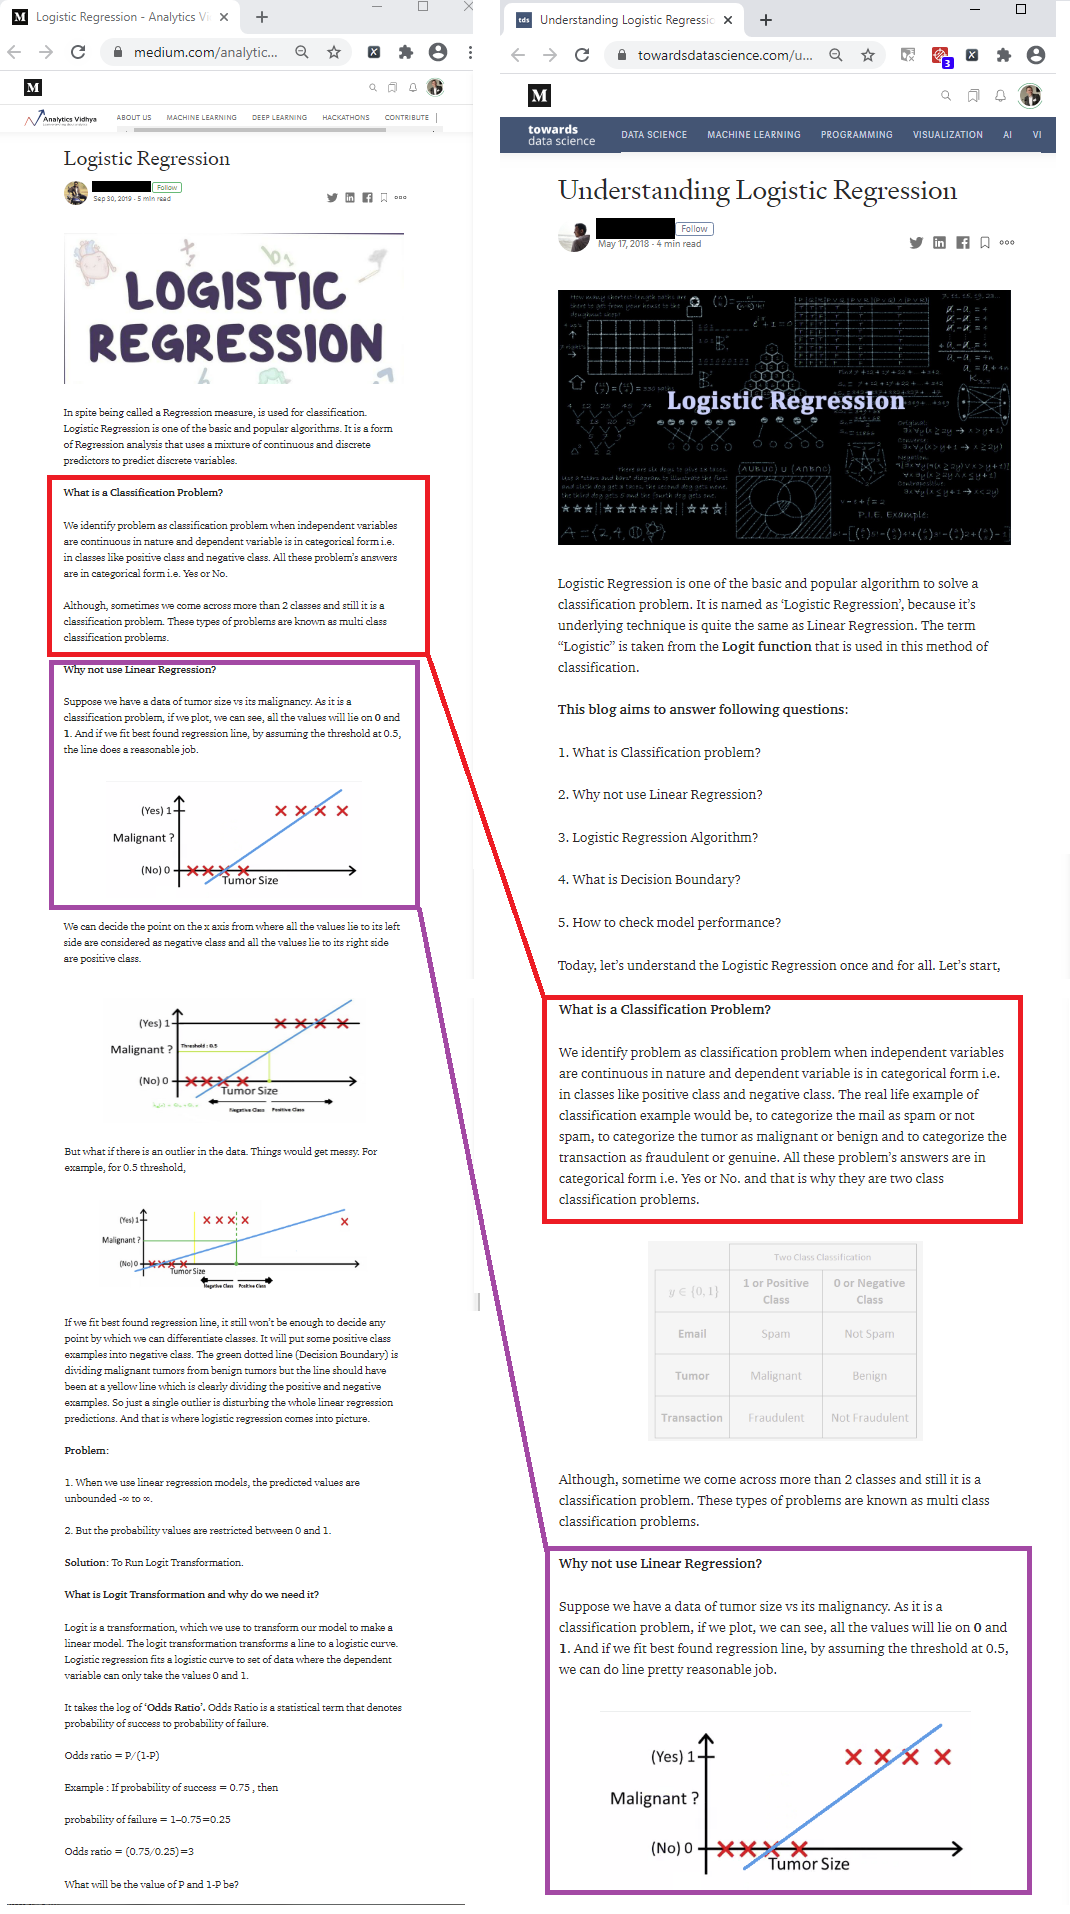 Logistic Regression - Analytics Vi
medium.com/analytic...
M
Analytics Vidhya
ABOUT US MACHINE LEARNING DEEP LEARNING HACKATHONS CONTRIBUTE
Logistic Regression
Follow
Sep 30, 2019 · 5 min read
LOGISTIC
REGRESSION
In spite being called a Regression measure, is used for classification.
Logistic Regression is one of the basic and popular algorithms. It is a form
of Regression analysis that uses a mixture of continuous and discrete
predictors to predict discrete variables.
What is a Classification Problem?
We identify problem as classification problem when independent variables
are continuous in nature and dependent variable is in categorical form i.e.
in classes like positive class and negative class. All these problem's answers
are in categorical form i.e. Yes or No.
Although, sometimes we come across more than 2 classes and still it is a
classification problem. These types of problems are known as multi class
classification problems.
Why not use Linear Regression?
Suppose we have a data of tumor size vs its malignancy. As it is a
classification problem, if we plot, we can see, all the values will lie on 0 and
1. And if we fit best found regression line, by assuming the threshold at 0.5,
the line does a reasonable job.
(Yes) 1
Malignant ?
(No) 0
Tumor Size
We can decide the point on the x axis from where all the values lie to its left
side are considered as negative class and all the values lie to its right side
are positive class.
(Yes) 1
Malignant ?
Threshold : 0.5
(No) 0
Tumor Size
Negative Class Positive Class
But what if there is an outlier in the data. Things would get messy. For
example, for 0.5 threshold,
(Yes) 1
Malignant ?
(No) 0
Tumor Size
Negative Class Positive Class
If we fit best found regression line, it still won't be enough to decide any
point by which we can differentiate classes. It will put some positive class
examples into negative class. The green dotted line (Decision Boundary) is
dividing malignant tumors from benign tumors but the line should have
been at a yellow line which is clearly dividing the positive and negative
examples. So just a single outlier is disturbing the whole linear regression
predictions. And that is where logistic regression comes into picture.
Problem:
1. When we use linear regression models, the predicted values are
unbounded -∞ to ∞.
2. But the probability values are restricted between 0 and 1.
Solution: To Run Logit Transformation.
What is Logit Transformation and why do we need it?
Logit is a transformation, which we use to transform our model to make a
linear model. The logit transformation transforms a line to a logistic curve.
Logistic regression fits a logistic curve to set of data where the dependent
variable can only take the values 0 and 1.
It takes the log of 'Odds Ratio'. Odds Ratio is a statistical term that denotes
probability of success to probability of failure.
Odds ratio = P/(1-P)
Example : If probability of success = 0.75 , then
probability of failure = 1–0.75=0.25
Odds ratio = (0.75/0.25)=3
What will be the value of P and 1-P be?
tds Understanding Logistic Regressic
towardsdatascience.com/u...
3
M
towards
data science
DATA SCIENCE MACHINE LEARNING PROGRAMMING VISUALIZATION AI VI
Understanding Logistic Regression
Follow
May 17, 2018 · 4 min read
Logistic Regression
P.I.E. Example:
Logistic Regression is one of the basic and popular algorithm to solve a
classification problem. It is named as 'Logistic Regression', because it's
underlying technique is quite the same as Linear Regression. The term
"Logistic" is taken from the Logit function that is used in this method of
classification.
This blog aims to answer following questions:
1. What is Classification problem?
2. Why not use Linear Regression?
3. Logistic Regression Algorithm?
4. What is Decision Boundary?
5. How to check model performance?
Today, let's understand the Logistic Regression once and for all. Let's start,
What is a Classification Problem?
We identify problem as classification problem when independent variables
are continuous in nature and dependent variable is in categorical form i.e.
in classes like positive class and negative class. The real life example of
classification example would be, to categorize the mail as spam or not
spam, to categorize the tumor as malignant or benign and to categorize the
transaction as fraudulent or genuine. All these problem's answers are in
categorical form i.e. Yes or No. and that is why they are two class
classification problems.
Two Class Classification
y ∈ {0,1} 1 or Positive Class 0 or Negative Class
Email Spam Not Spam
Tumor Malignant Benign
Transaction Fraudulent Not Fraudulent
Although, sometime we come across more than 2 classes and still it is a
classification problem. These types of problems are known as multi class
classification problems.
Why not use Linear Regression?
Suppose we have a data of tumor size vs its malignancy. As it is a
classification problem, if we plot, we can see, all the values will lie on 0 and
1. And if we fit best found regression line, by assuming the threshold at 0.5,
we can do line pretty reasonable job.
(Yes) 1
Malignant ?
(No) 0
Tumor Size